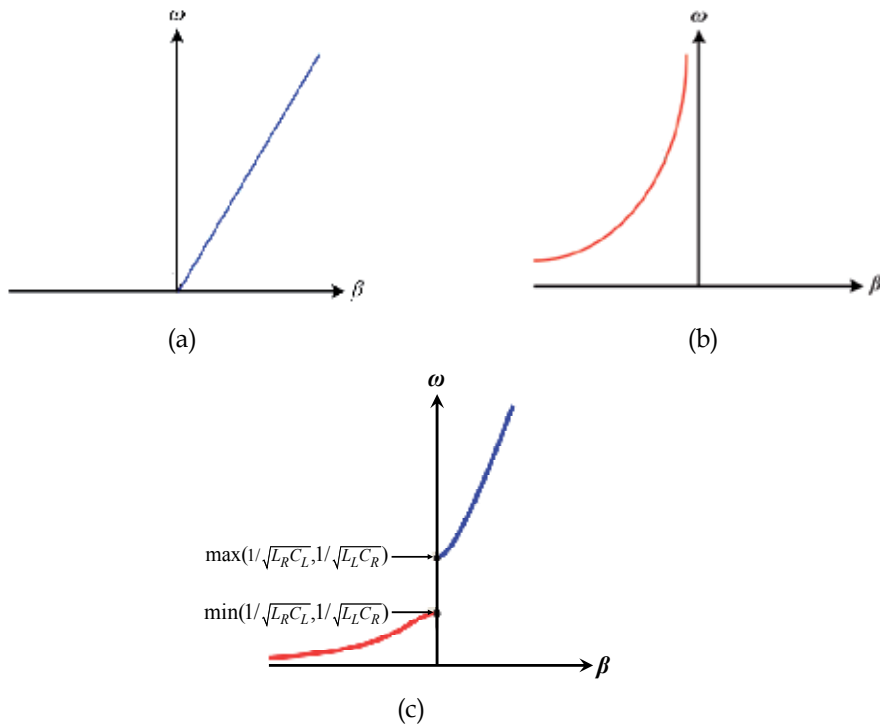 ω
β
(a)
ω
β
(b)
ω
max(1/√L_RC_L,1/√L_LC_R)
min(1/√L_RC_L,1/√L_LC_R)
β
(c)